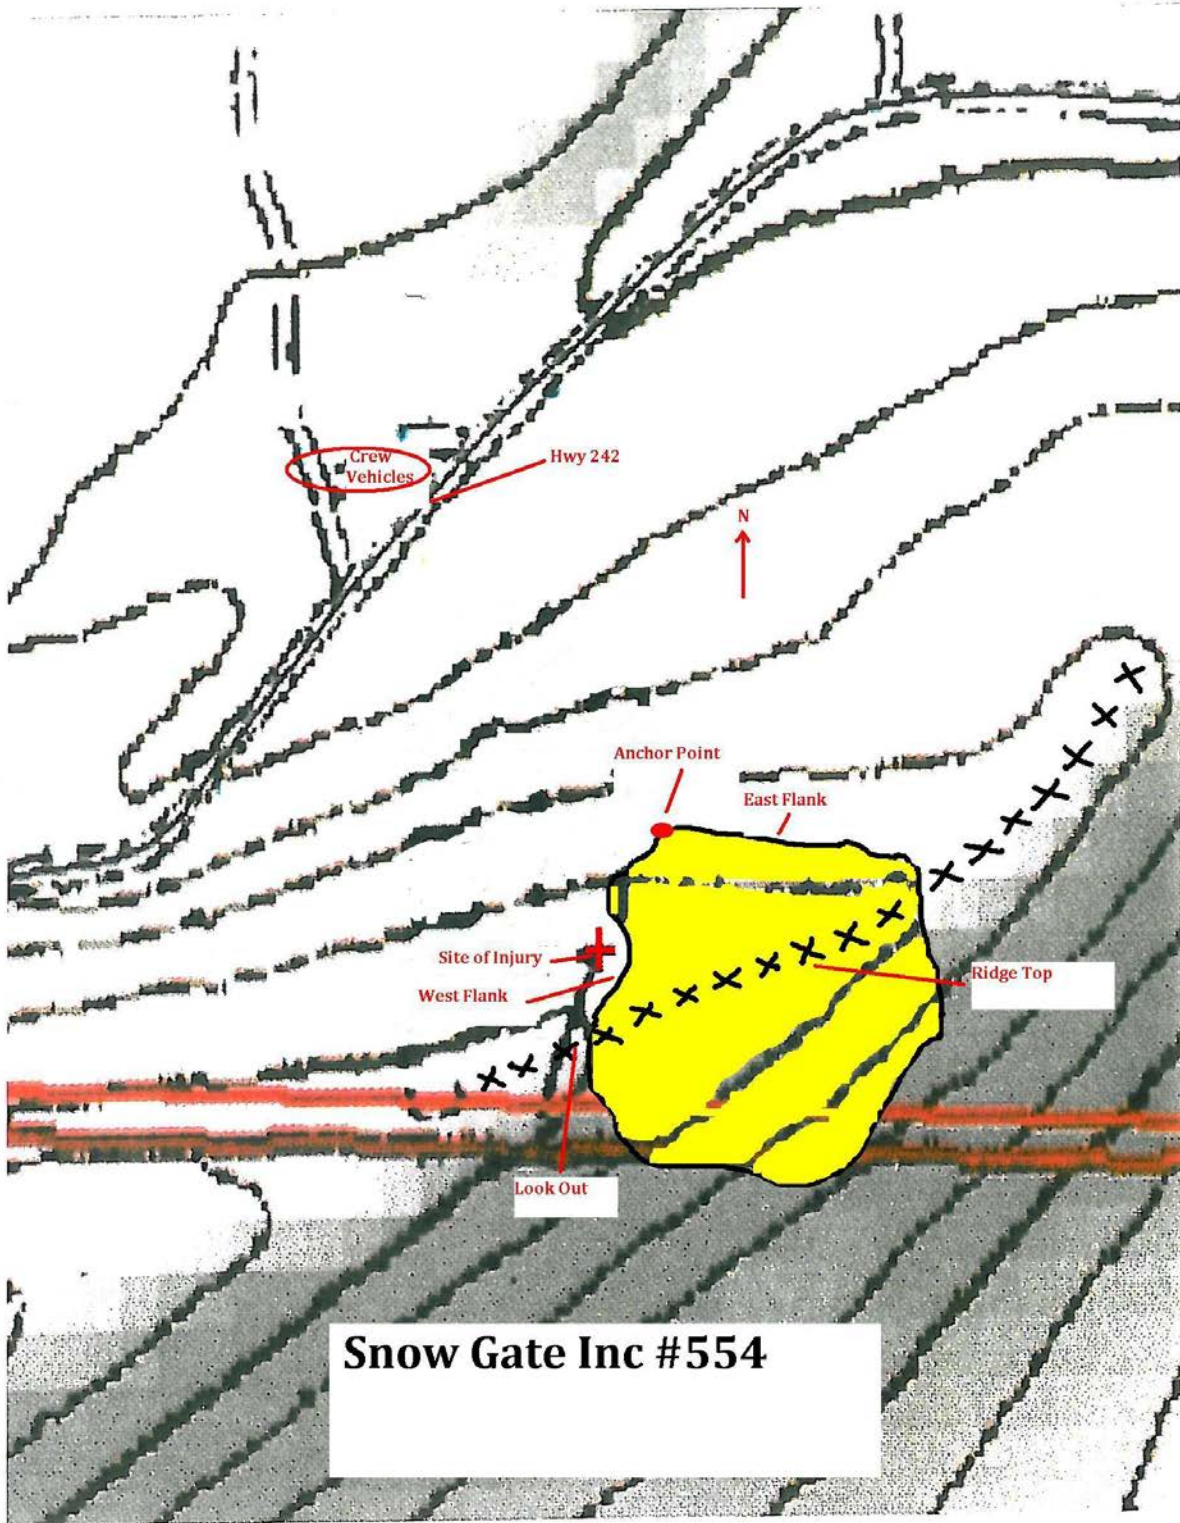 Crew
Vehicles
Hwy 242
N
Anchor Point
East Flank
Site of Injury
West Flank
Ridge Top
Look Out
Snow Gate Inc #554